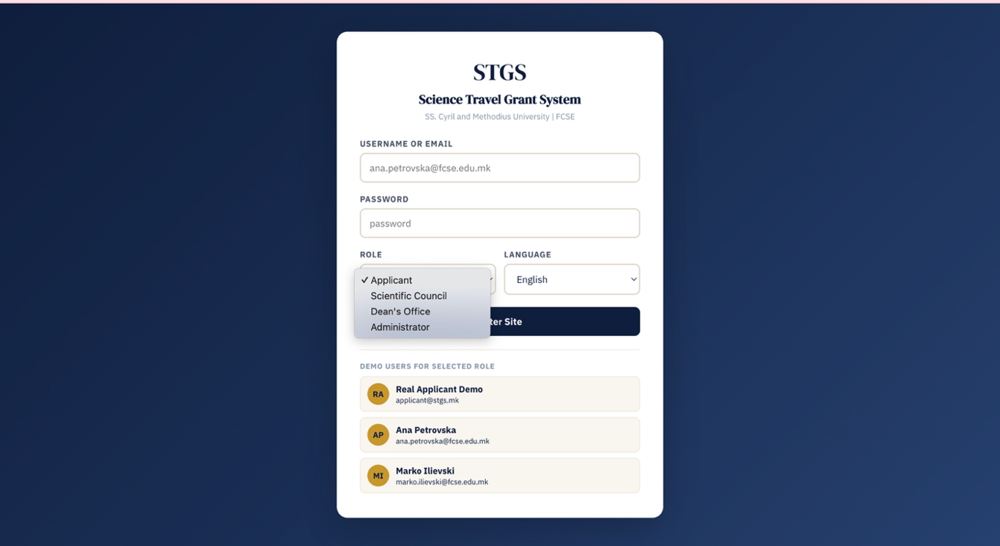 STGS
Science Travel Grant System
SS. Cyril and Methodius University | FCSE
USERNAME OR EMAIL
ana.petrovska@fcse.edu.mk
PASSWORD
password
ROLE
LANGUAGE
✓ Applicant
Scientific Council
Dean's Office
Administrator
English
ter Site
DEMO USERS FOR SELECTED ROLE
RA
Real Applicant Demo
applicant@stgs.mk
AP
Ana Petrovska
ana.petrovska@fcse.edu.mk
MI
Marko Ilievski
marko.ilievski@fcse.edu.mk